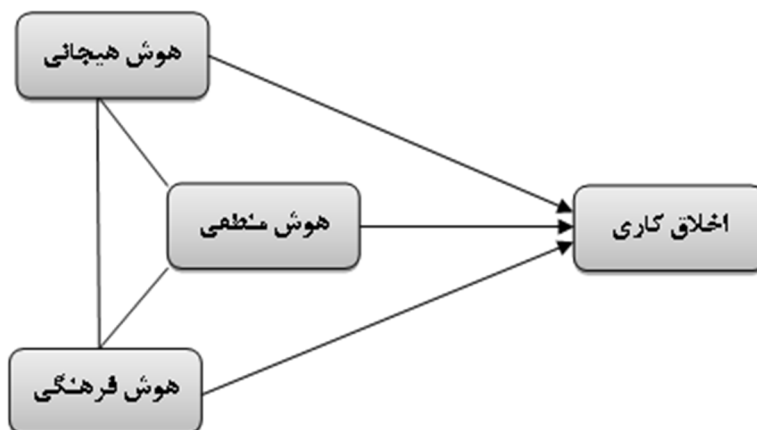 هوش هیجانی
هوش منطقی
اخلاق کاری
هوش فرهنگی